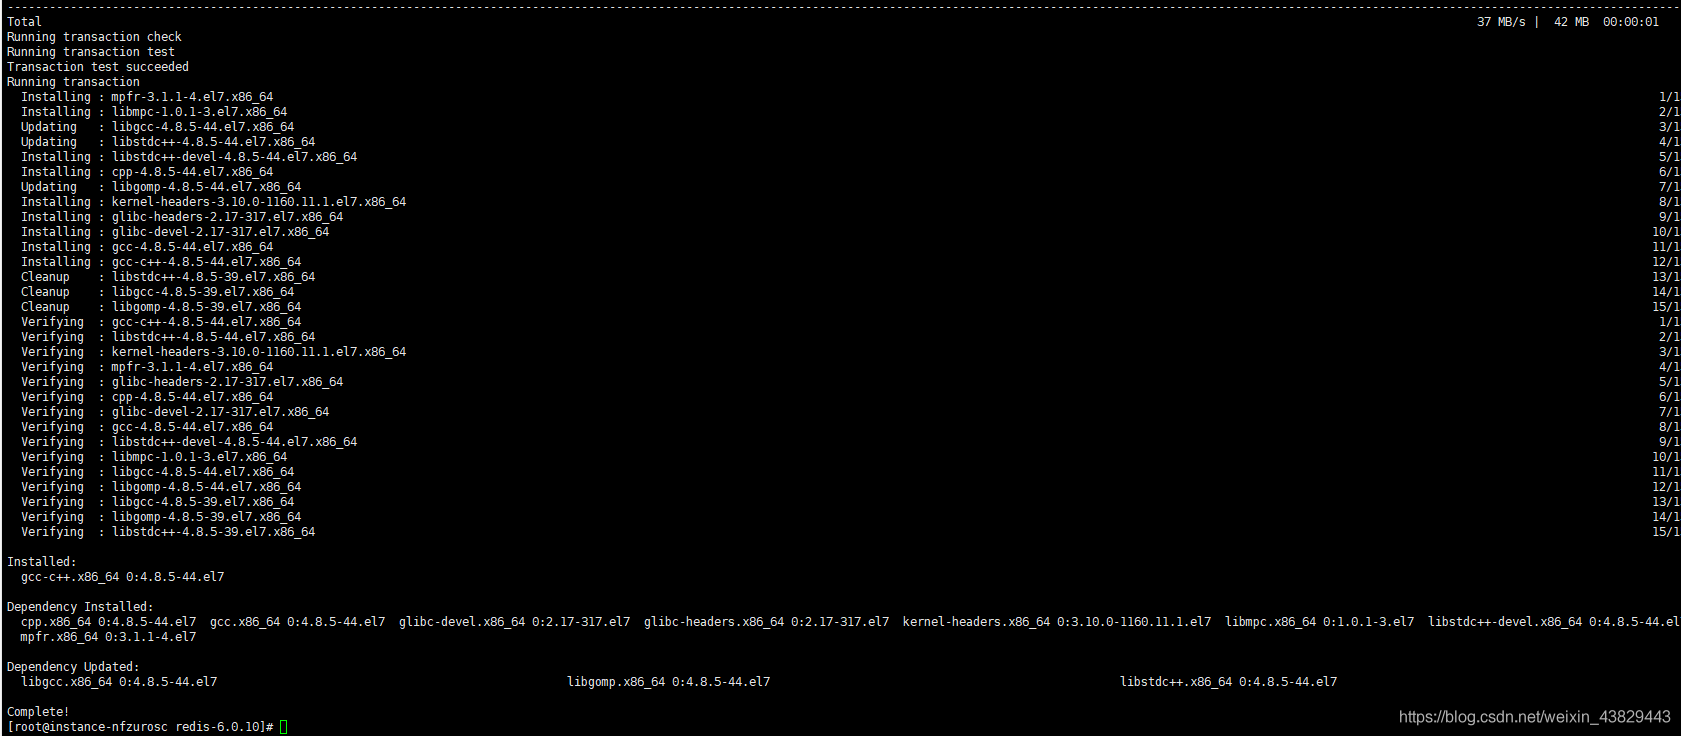 Total 37 MB/s | 42 MB 00:00:01
Running transaction check
Running transaction test
Transaction test succeeded
Running transaction
Installing : mpfr-3.1.1-4.el7.x86_64 1/1
Installing : libmpc-1.0.1-3.el7.x86_64 2/1
Updating : libgcc-4.8.5-44.el7.x86_64 3/1
Updating : libstdc++-4.8.5-44.el7.x86_64 4/1
Installing : libstdc++-devel-4.8.5-44.el7.x86_64 5/1
Installing : cpp-4.8.5-44.el7.x86_64 6/1
Updating : libgomp-4.8.5-44.el7.x86_64 7/1
Installing : kernel-headers-3.10.0-1160.11.1.el7.x86_64 8/1
Installing : glibc-headers-2.17-317.el7.x86_64 9/1
Installing : glibc-devel-2.17-317.el7.x86_64 10/1
Installing : gcc-4.8.5-44.el7.x86_64 11/1
Installing : gcc-c++-4.8.5-44.el7.x86_64 12/1
Cleanup : libstdc++-4.8.5-39.el7.x86_64 13/1
Cleanup : libgcc-4.8.5-39.el7.x86_64 14/1
Cleanup : libgomp-4.8.5-39.el7.x86_64 15/1
Verifying : gcc-c++-4.8.5-44.el7.x86_64 1/1
Verifying : libstdc++-4.8.5-44.el7.x86_64 2/1
Verifying : kernel-headers-3.10.0-1160.11.1.el7.x86_64 3/1
Verifying : mpfr-3.1.1-4.el7.x86_64 4/1
Verifying : glibc-headers-2.17-317.el7.x86_64 5/1
Verifying : cpp-4.8.5-44.el7.x86_64 6/1
Verifying : glibc-devel-2.17-317.el7.x86_64 7/1
Verifying : gcc-4.8.5-44.el7.x86_64 8/1
Verifying : libstdc++-devel-4.8.5-44.el7.x86_64 9/1
Verifying : libmpc-1.0.1-3.el7.x86_64 10/1
Verifying : libgcc-4.8.5-44.el7.x86_64 11/1
Verifying : libgomp-4.8.5-44.el7.x86_64 12/1
Verifying : libgcc-4.8.5-39.el7.x86_64 13/1
Verifying : libgomp-4.8.5-39.el7.x86_64 14/1
Verifying : libstdc++-4.8.5-39.el7.x86_64 15/1
Installed:
gcc-c++.x86_64 0:4.8.5-44.el7
Dependency Installed:
cpp.x86_64 0:4.8.5-44.el7 gcc.x86_64 0:4.8.5-44.el7 glibc-devel.x86_64 0:2.17-317.el7 glibc-headers.x86_64 0:2.17-317.el7 kernel-headers.x86_64 0:3.10.0-1160.11.1.el7 libmpc.x86_64 0:1.0.1-3.el7 libstdc++-devel.x86_64 0:4.8.5-44.el
mpfr.x86_64 0:3.1.1-4.el7
Dependency Updated:
libgcc.x86_64 0:4.8.5-44.el7 libgomp.x86_64 0:4.8.5-44.el7 libstdc++.x86_64 0:4.8.5-44.el7
Complete!
[root@instance-nfzurosc redis-6.0.10]#
https://blog.csdn.net/weixin_43829443